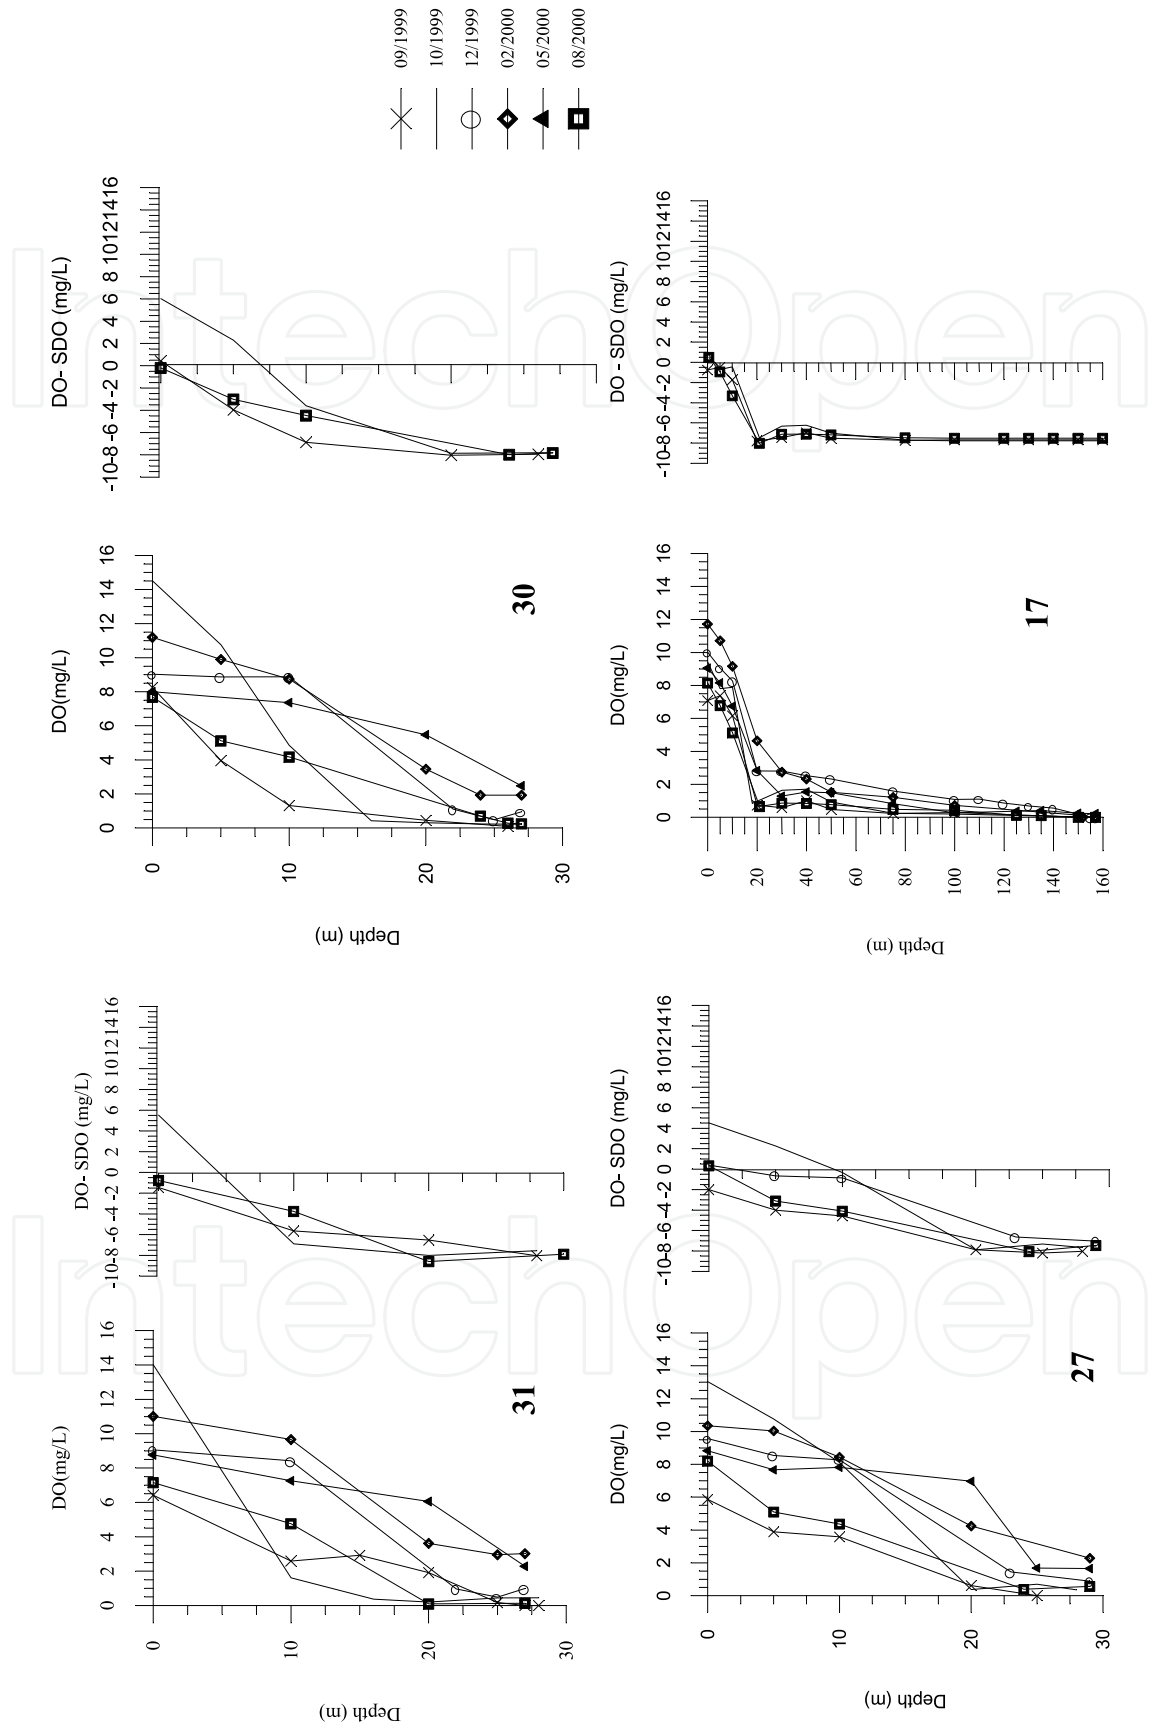 09/1999
10/1999
12/1999
02/2000
05/2000
08/2000
DO(mg/L)
0 2 4 6 8 10 12 14 16
Depth (m)
0 10 20 30
31
DO- SDO (mg/L)
-10-8 -6 -4 -2 0 2 4 6 8 10121416
DO(mg/L)
0 2 4 6 8 10 12 14 16
Depth (m)
0 10 20 30
30
DO- SDO (mg/L)
-10-8 -6 -4 -2 0 2 4 6 8 10121416
DO(mg/L)
0 2 4 6 8 10 12 14 16
Depth (m)
0 10 20 30
27
DO- SDO (mg/L)
-10-8 -6 -4 -2 0 2 4 6 8 10121416
DO(mg/L)
0 2 4 6 8 10 12 14 16
Depth (m)
0 20 40 60 80 100 120 140 160
17
DO - SDO (mg/L)
-10-8 -6 -4 -2 0 2 4 6 8 10121416
IntechOpen
IntechOpen